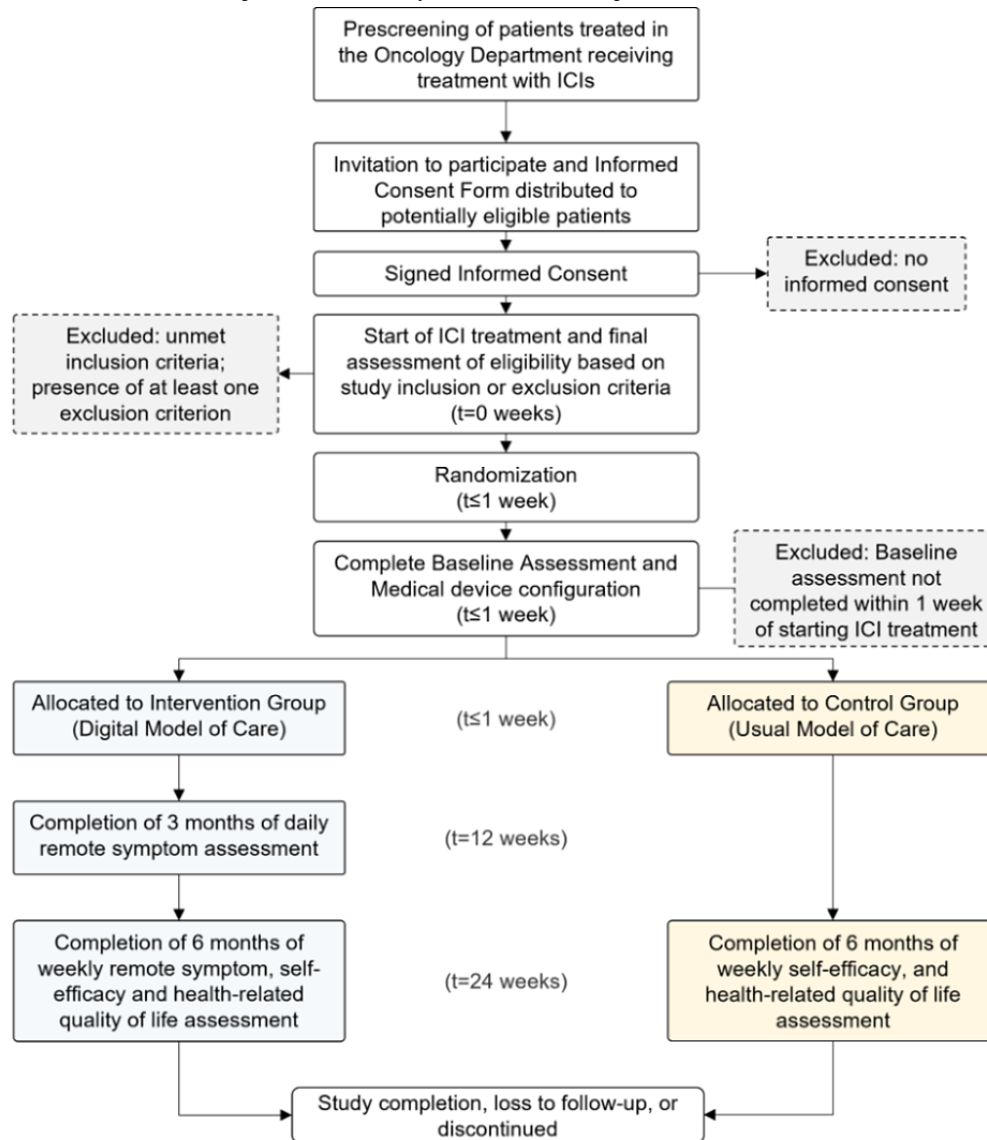 Prescreening of patients treated in
the Oncology Department receiving
treatment with ICIs
Invitation to participate and Informed
Consent Form distributed to
potentially eligible patients
Signed Informed Consent
Excluded: no
informed consent
Excluded: unmet
inclusion criteria;
presence of at least one
exclusion criterion
Start of ICI treatment and final
assessment of eligibility based on
study inclusion or exclusion criteria
(t=0 weeks)
Randomization
(t≤1 week)
Complete Baseline Assessment and
Medical device configuration
(t≤1 week)
Excluded: Baseline
assessment not
completed within 1 week
of starting ICI treatment
Allocated to Intervention Group
(Digital Model of Care)
(t≤1 week)
Allocated to Control Group
(Usual Model of Care)
Completion of 3 months of daily
remote symptom assessment
(t=12 weeks)
Completion of 6 months of
weekly remote symptom, self-
efficacy and health-related
quality of life assessment
(t=24 weeks)
Completion of 6 months of
weekly self-efficacy, and
health-related quality of life
assessment
Study completion, loss to follow-up, or
discontinued